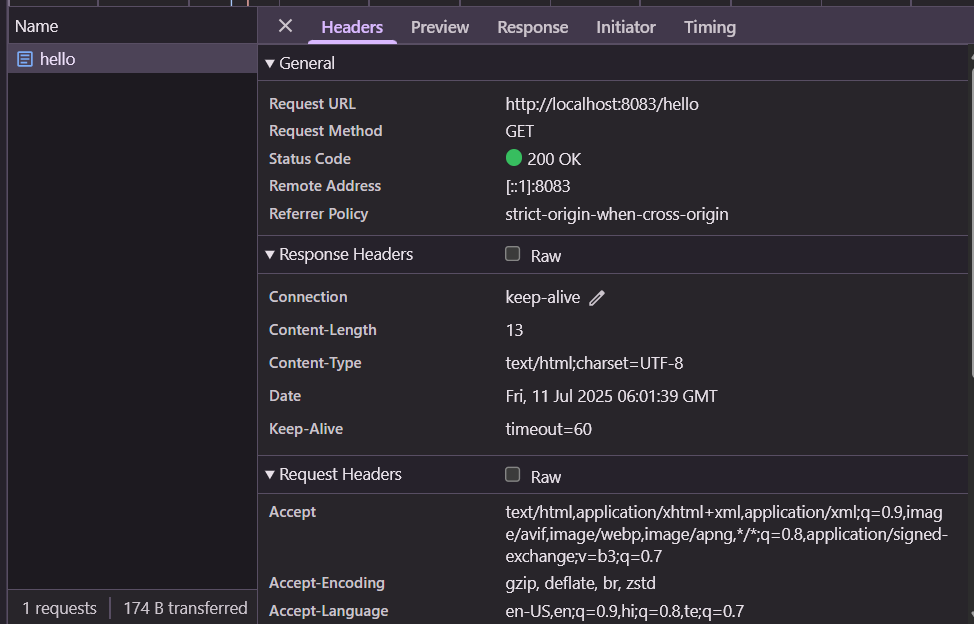 Name
hello
1 requests
174 B transferred
Headers Preview Response Initiator Timing
General
Request URL http://localhost:8083/hello
Request Method GET
Status Code 200 OK
Remote Address [::1]:8083
Referrer Policy strict-origin-when-cross-origin
Response Headers Raw
Connection keep-alive
Content-Length 13
Content-Type text/html;charset=UTF-8
Date Fri, 11 Jul 2025 06:01:39 GMT
Keep-Alive timeout=60
Request Headers Raw
Accept text/html,application/xhtml+xml,application/xml;q=0.9,imag
e/avif,image/webp,image/apng,*/*;q=0.8,application/signed-
exchange;v=b3;q=0.7
Accept-Encoding gzip, deflate, br, zstd
Accept-Language en-US,en;q=0.9,hi;q=0.8,te;q=0.7